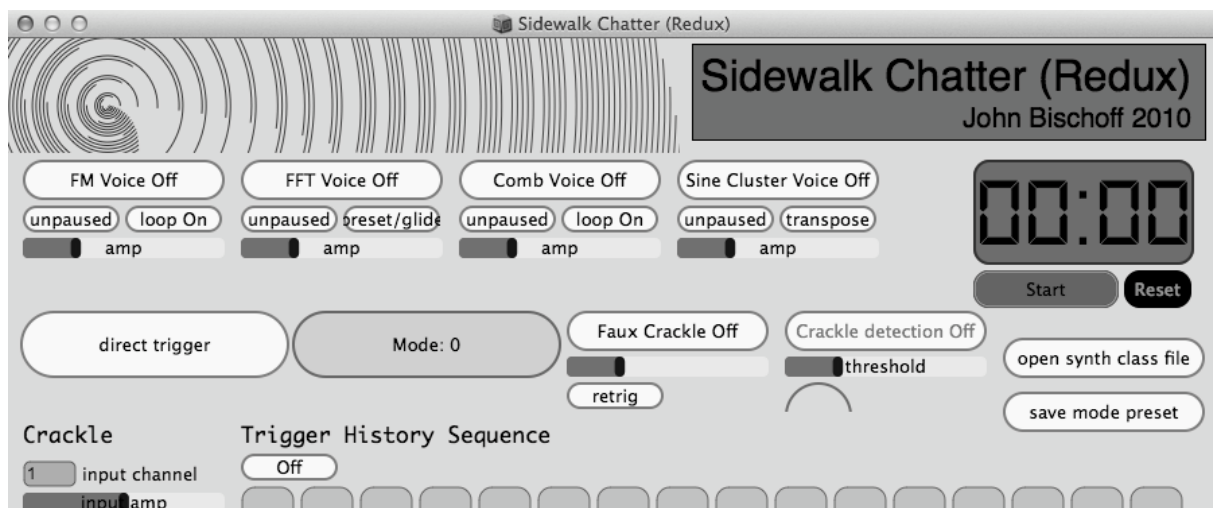 Sidewalk Chatter (Redux)
Sidewalk Chatter (Redux)
John Bischoff 2010
FM Voice Off
FFT Voice Off
Comb Voice Off
Sine Cluster Voice Off
unpaused
loop On
unpaused
preset/glide
unpaused
loop On
unpaused
transpose
amp
amp
amp
amp
00:00
Start
Reset
direct trigger
Mode: 0
Faux Crackle Off
Crackle detection Off
threshold
open synth class file
retrig
save mode preset
Crackle
Trigger History Sequence
1
input channel
Off
input amp